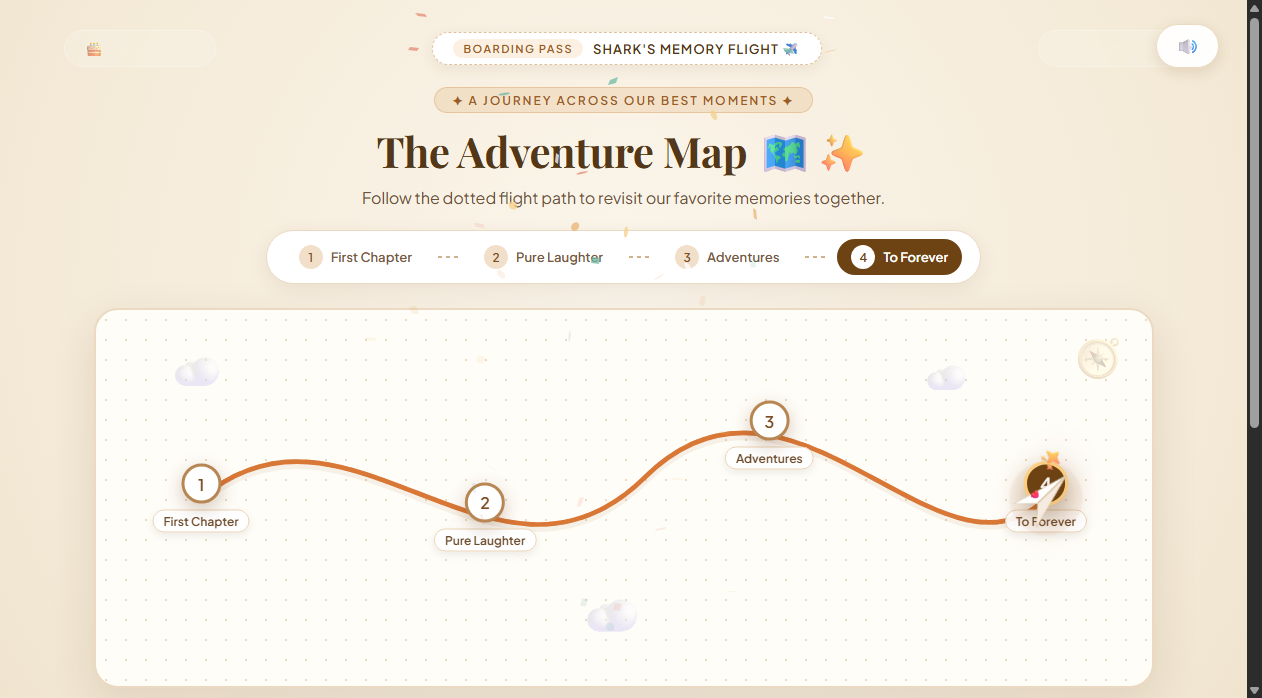 BOARDING PASS SHARK'S MEMORY FLIGHT
✦ A JOURNEY ACROSS OUR BEST MOMENTS ✦
The Adventure Map
Follow the dotted flight path to revisit our favorite memories together.
1 First Chapter 2 Pure Laughter 3 Adventures 4 To Forever
3
Adventures
1
2
4
First Chapter
To Forever
Pure Laughter